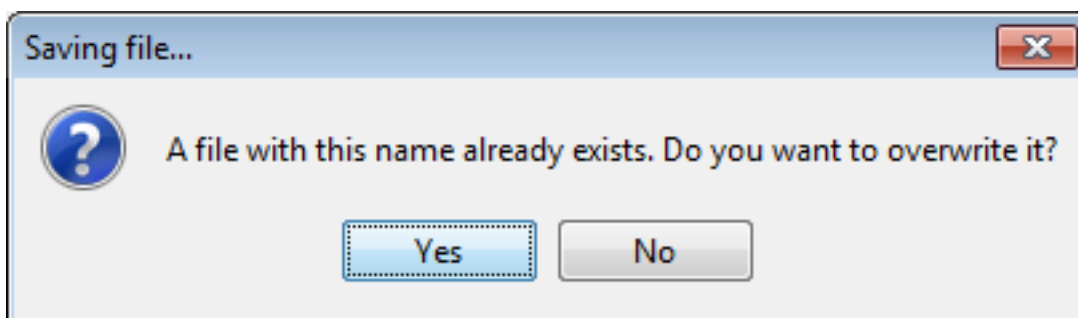 Saving file...
A file with this name already exists. Do you want to overwrite it?
Yes No